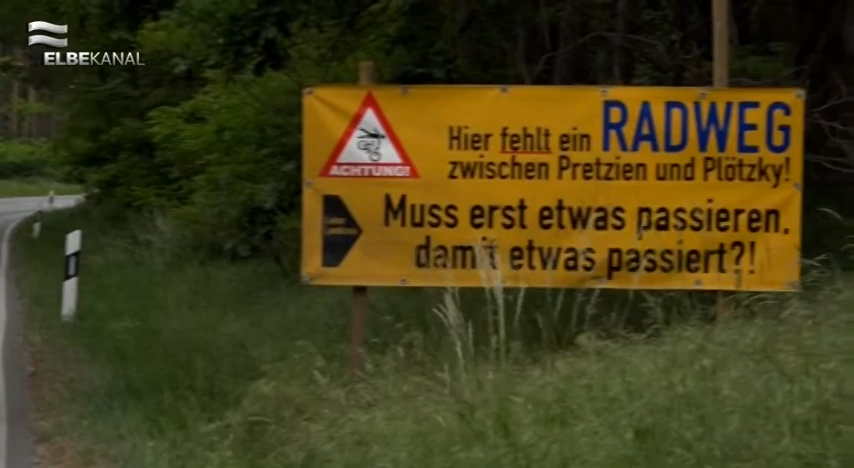 ELBEKANAL
Hier fehlt ein RADWEG
zwischen Pretzien und Plötzky!
ACHTUNG!
Muss erst etwas passieren,
damit etwas passiert?!